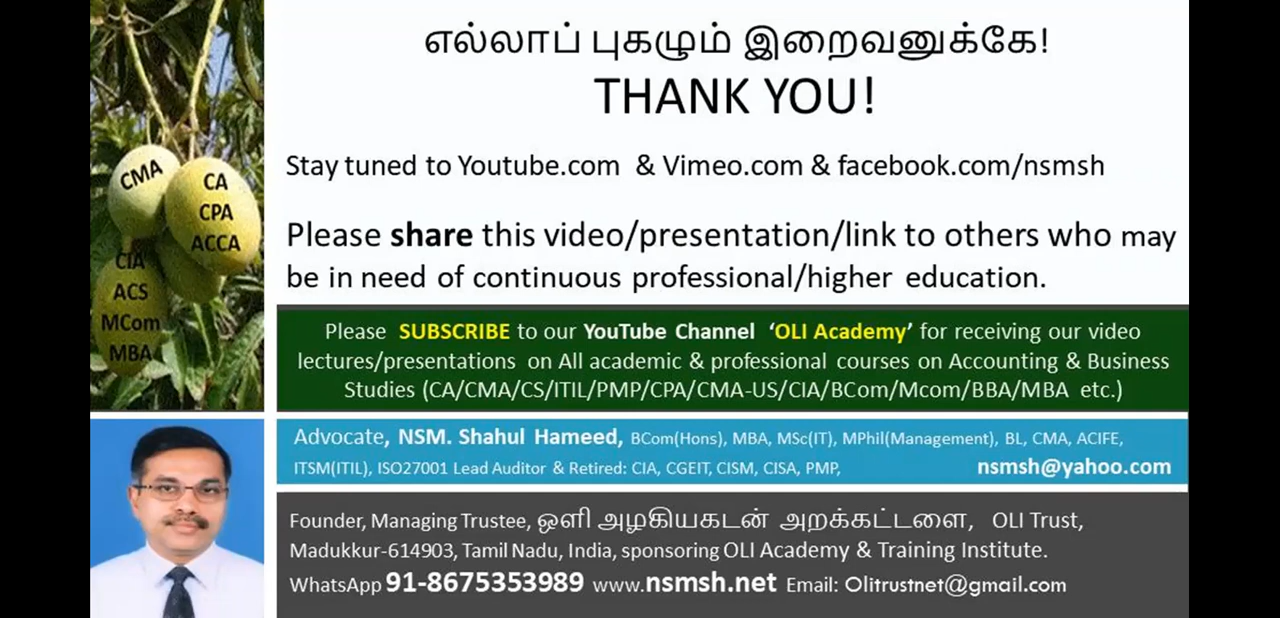 எல்லாப் புகழும் இறைவனுக்கே!
THANK YOU!
Stay tuned to Youtube.com & Vimeo.com & facebook.com/nsmsh
Please share this video/presentation/link to others who may
be in need of continuous professional/higher education.
CMA
CA
CPA
ACCA
CIA
ACS
MCom
MBA
Please SUBSCRIBE to our YouTube Channel ‘OLI Academy’ for receiving our video
lectures/presentations on All academic & professional courses on Accounting & Business
Studies (CA/CMA/CS/ITIL/PMP/CPA/CMA-US/CIA/BCom/Mcom/BBA/MBA etc.)
Advocate, NSM. Shahul Hameed, BCom(Hons), MBA, MSc(IT), MPhil(Management), BL, CMA, ACIFE,
ITSM(ITIL), ISO27001 Lead Auditor & Retired: CIA, CGEIT, CISM, CISA, PMP, nsmsh@yahoo.com
Founder, Managing Trustee, ஒளி அழகியகடன் அறக்கட்டளை, OLI Trust,
Madukkur-614903, Tamil Nadu, India, sponsoring OLI Academy & Training Institute.
WhatsApp 91-8675353989 www.nsmsh.net Email: Olitrustnet@gmail.com